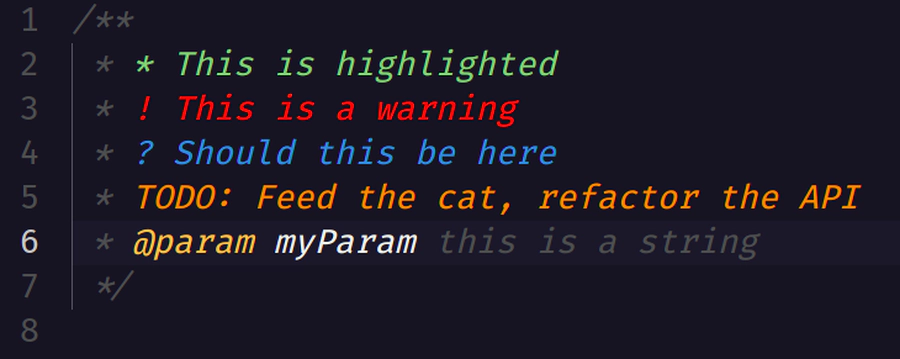 1 /**
2 * * This is highlighted
3 * ! This is a warning
4 * ? Should this be here
5 * TODO: Feed the cat, refactor the API
6 * @param myParam this is a string
7 */
8